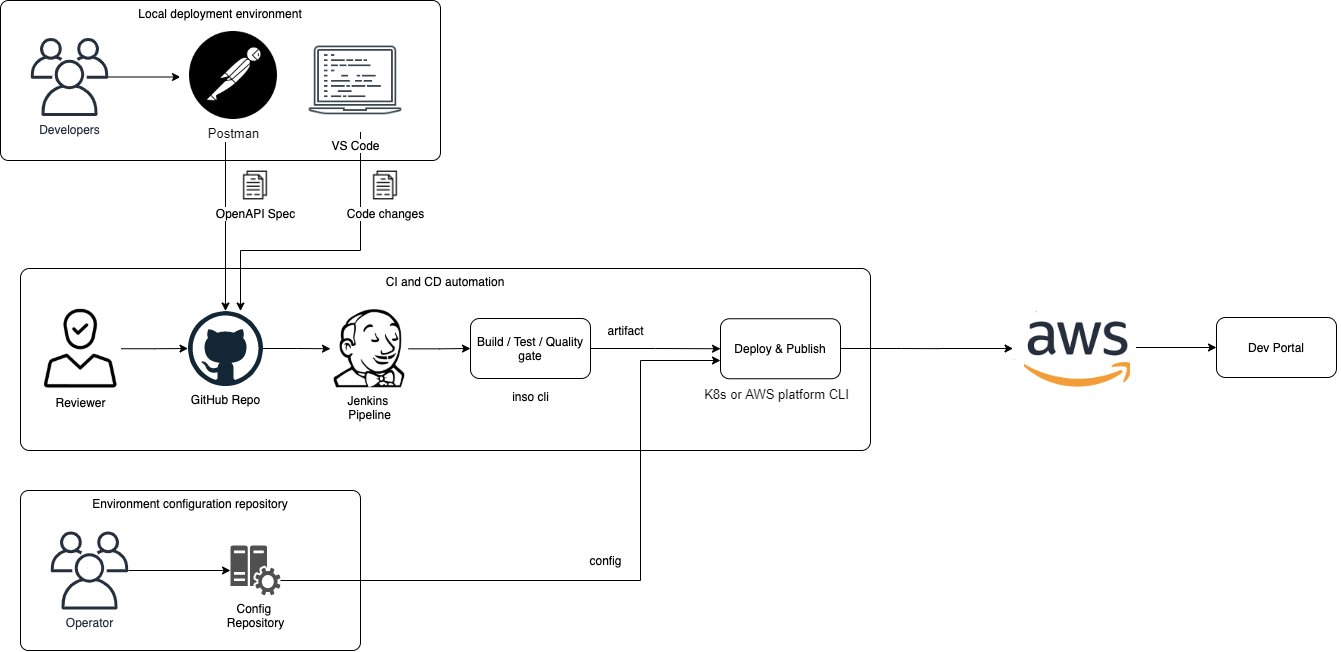 Local deployment environment
Developers
Postman
VS Code
OpenAPI Spec
Code changes
CI and CD automation
Reviewer
GitHub Repo
Jenkins
Pipeline
Build / Test / Quality
gate
inso cli
artifact
Deploy & Publish
K8s or AWS platform CLI
aws
Dev Portal
Environment configuration repository
Operator
Config
Repository
config